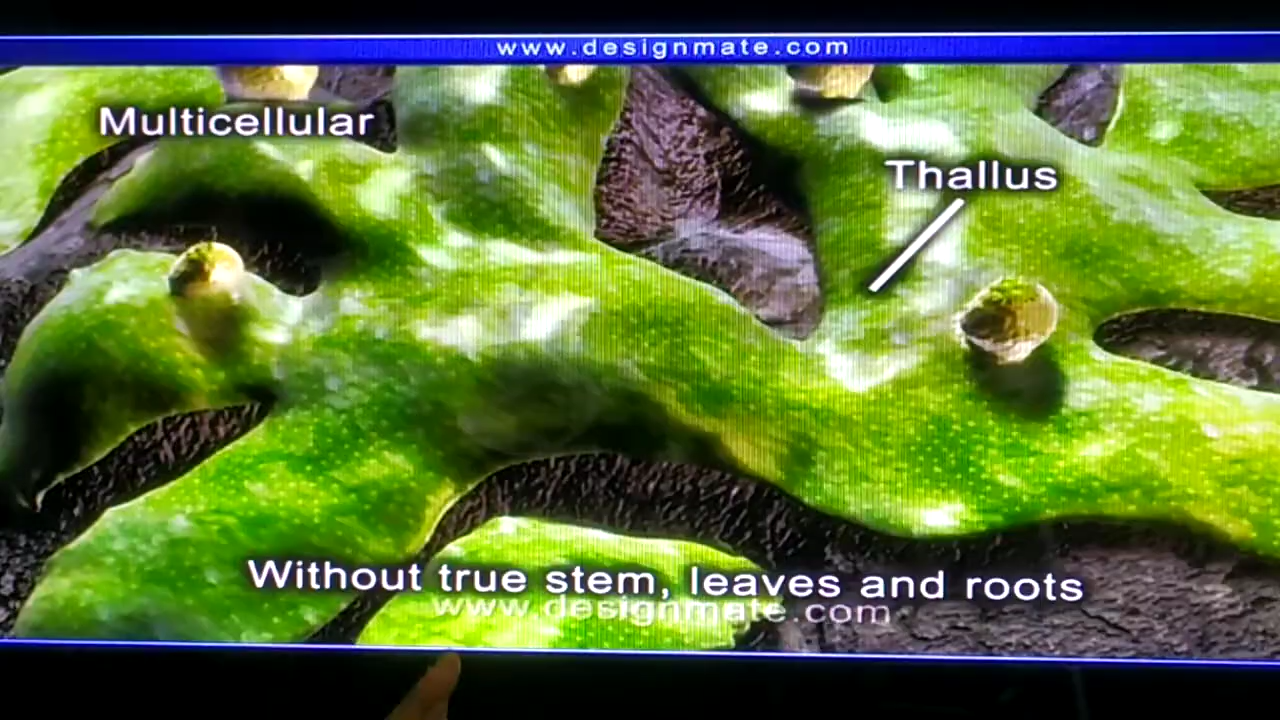 www.designmate.com
Multicellular
Thallus
Without true stem, leaves and roots
www.designmate.com